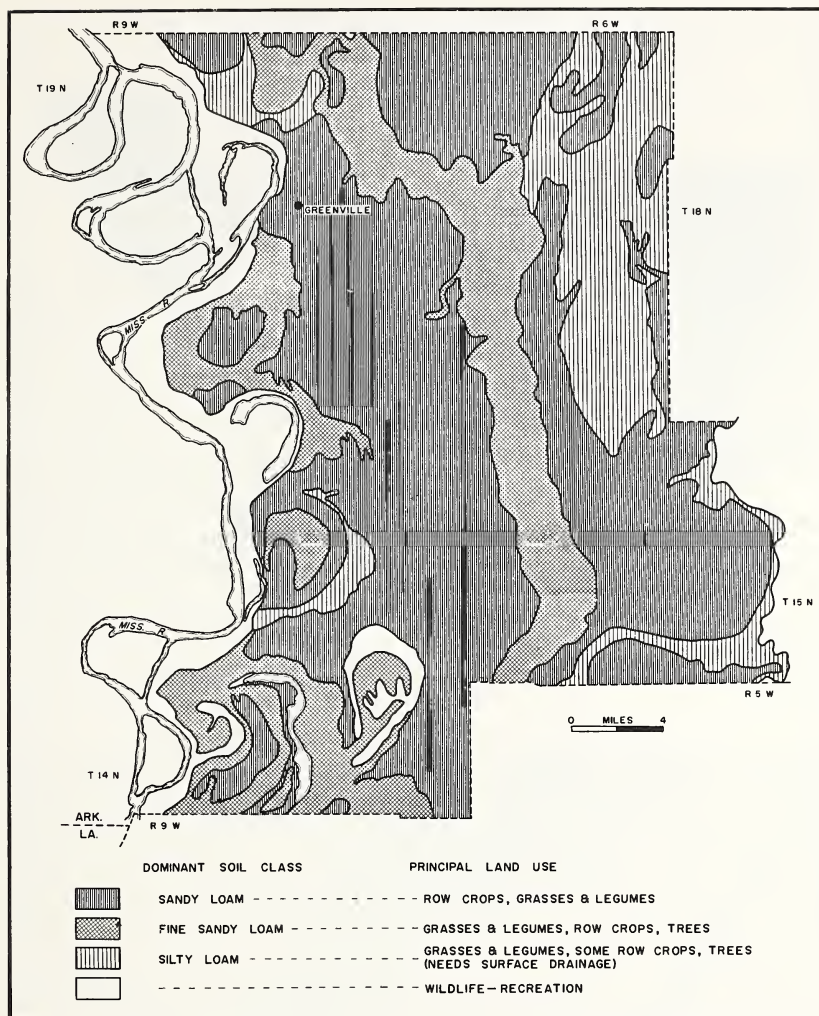 R 9 W
R 6 W
T 19 N
T 18 N
GREENVILLE
MISS. R.
MISS. R.
T 15 N
R 5 W
0 MILES 4
T 14 N
ARK.
LA.
R 9 W
DOMINANT SOIL CLASS PRINCIPAL LAND USE
SANDY LOAM - - - - - - - - - - - - - - ROW CROPS, GRASSES & LEGUMES
FINE SANDY LOAM - - - - - - - - - - - GRASSES & LEGUMES, ROW CROPS, TREES
SILTY LOAM - - - - - - - - - - - - - - GRASSES & LEGUMES, SOME ROW CROPS, TREES
(NEEDS SURFACE DRAINAGE)
- - - - - - - - - - - - - - - - - - - - WILDLIFE-RECREATION